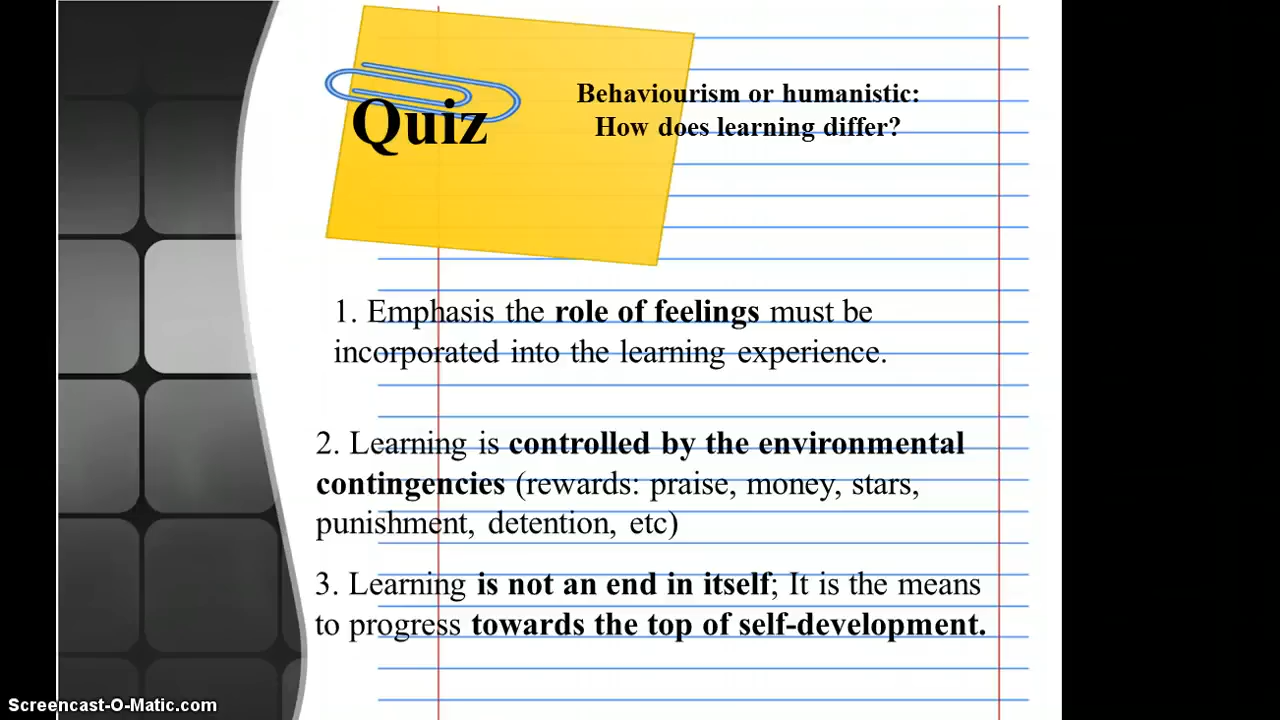 Quiz
Behaviourism or humanistic:
How does learning differ?
1. Emphasis the role of feelings must be
incorporated into the learning experience.
2. Learning is controlled by the environmental
contingencies (rewards: praise, money, stars,
punishment, detention, etc)
3. Learning is not an end in itself; It is the means
to progress towards the top of self-development.
Screencast-O-Matic.com